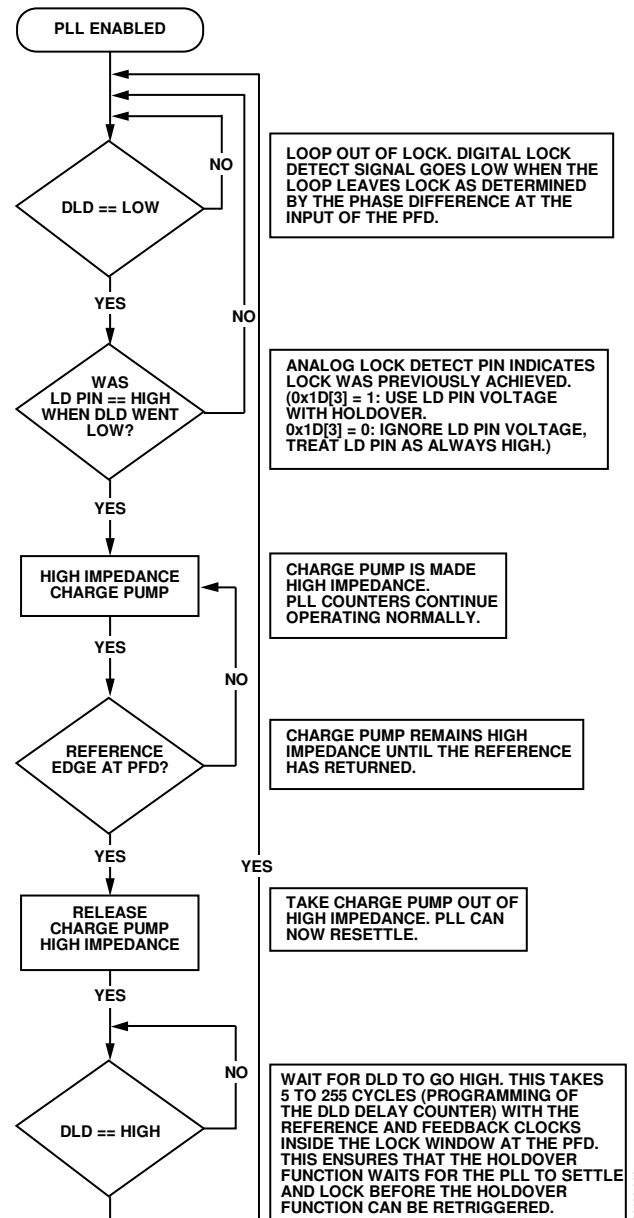 PLL ENABLED
NO
DLD == LOW
LOOP OUT OF LOCK. DIGITAL LOCK
DETECT SIGNAL GOES LOW WHEN THE
LOOP LEAVES LOCK AS DETERMINED
BY THE PHASE DIFFERENCE AT THE
INPUT OF THE PFD.
YES
NO
WAS
LD PIN == HIGH
WHEN DLD WENT
LOW?
ANALOG LOCK DETECT PIN INDICATES
LOCK WAS PREVIOUSLY ACHIEVED.
(0x1D[3] = 1: USE LD PIN VOLTAGE
WITH HOLDOVER.
0x1D[3] = 0: IGNORE LD PIN VOLTAGE,
TREAT LD PIN AS ALWAYS HIGH.)
YES
HIGH IMPEDANCE
CHARGE PUMP
CHARGE PUMP IS MADE
HIGH IMPEDANCE.
PLL COUNTERS CONTINUE
OPERATING NORMALLY.
YES
NO
REFERENCE
EDGE AT PFD?
CHARGE PUMP REMAINS HIGH
IMPEDANCE UNTIL THE REFERENCE
HAS RETURNED.
YES
YES
RELEASE
CHARGE PUMP
HIGH IMPEDANCE
TAKE CHARGE PUMP OUT OF
HIGH IMPEDANCE. PLL CAN
NOW RESETTLE.
YES
NO
DLD == HIGH
WAIT FOR DLD TO GO HIGH. THIS TAKES
5 TO 255 CYCLES (PROGRAMMING OF
THE DLD DELAY COUNTER) WITH THE
REFERENCE AND FEEDBACK CLOCKS
INSIDE THE LOCK WINDOW AT THE PFD.
THIS ENSURES THAT THE HOLDOVER
FUNCTION WAITS FOR THE PLL TO SETTLE
AND LOCK BEFORE THE HOLDOVER
FUNCTION CAN BE RETRIGGERED.